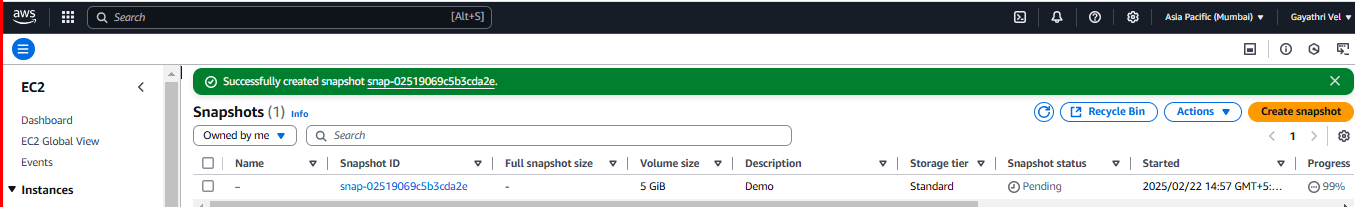 aws Search [Alt+S] Asia Pacific (Mumbai) Gayathri Vel
EC2
Successfully created snapshot snap-02519069c5b3cda2e.
Snapshots (1) Info Recycle Bin Actions Create snapshot
Dashboard
Owned by me Search 1
EC2 Global View
Events
Name Snapshot ID Full snapshot size Volume size Description Storage tier Snapshot status Started Progress
Instances
– snap-02519069c5b3cda2e - 5 GiB Demo Standard Pending 2025/02/22 14:57 GMT+5:... 99%